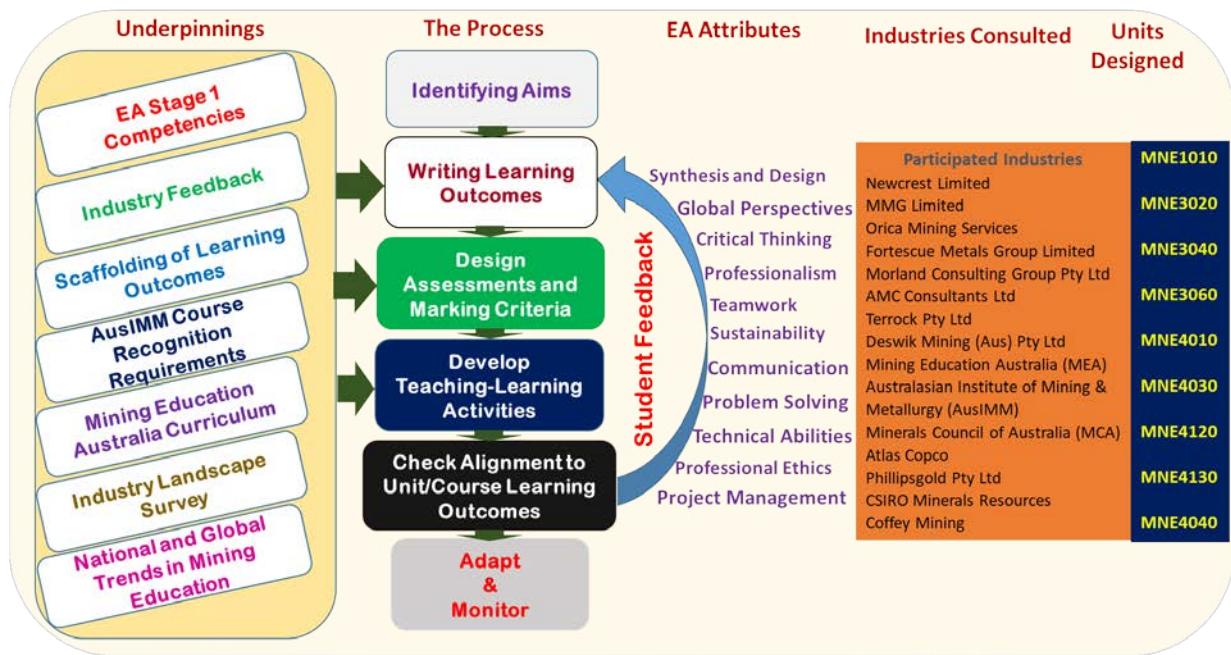 Underpinnings
EA Stage 1
Competencies
Industry Feedback
Scaffolding of Learning
Outcomes
AusIMM Course
Recognition
Requirements
Mining Education
Australia Curriculum
Industry Landscape
Survey
National and Global
Trends in Mining
Education
The Process
Identifying Aims
Writing Learning
Outcomes
Design
Assessments and
Marking Criteria
Develop
Teaching-Learning
Activities
Check Alignment to
Unit/Course Learning
Outcomes
Adapt
&
Monitor
Student Feedback
EA Attributes
Synthesis and Design
Global Perspectives
Critical Thinking
Professionalism
Teamwork
Sustainability
Communication
Problem Solving
Technical Abilities
Professional Ethics
Project Management
Industries Consulted
Participated Industries
Newcrest Limited
MMG Limited
Orica Mining Services
Fortescue Metals Group Limited
Morland Consulting Group Pty Ltd
AMC Consultants Ltd
Terrock Pty Ltd
Deswik Mining (Aus) Pty Ltd
Mining Education Australia (MEA)
Australasian Institute of Mining &
Metallurgy (AusIMM)
Minerals Council of Australia (MCA)
Atlas Copco
Phillipsgold Pty Ltd
CSIRO Minerals Resources
Coffey Mining
Units
Designed
MNE1010
MNE3020
MNE3040
MNE3060
MNE4010
MNE4030
MNE4120
MNE4130
MNE4040